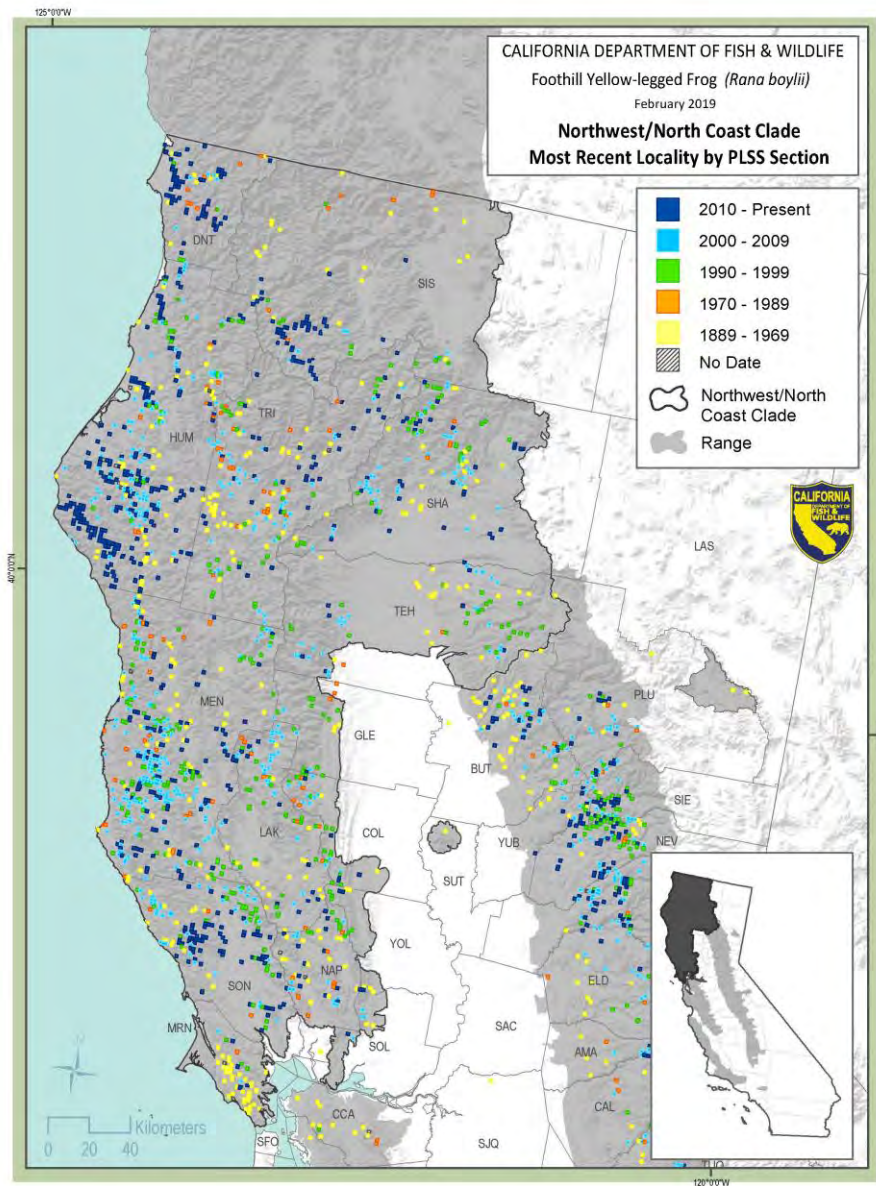 125°0'0"W
CALIFORNIA DEPARTMENT OF FISH & WILDLIFE
Foothill Yellow-legged Frog (Rana boylii)
February 2019
Northwest/North Coast Clade
Most Recent Locality by PLSS Section
2010 - Present
2000 - 2009
1990 - 1999
1970 - 1989
1889 - 1969
No Date
Northwest/North
Coast Clade
Range
DNT
SIS
TRI
HUM
SHA
CALIFORNIA
DEPARTMENT OF
FISH &
WILDLIFE
LAS
40°0'0"N
TEH
PLU
MEN
GLE
BUT
SIE
LAK
COL
YUB
NEV
SUT
YOL
NAP
ELD
SON
SAC
MRN
SOL
AMA
CCA
CAL
Kilometers
0 20 40
SFO
SJQ
TUO
120°0'0"W